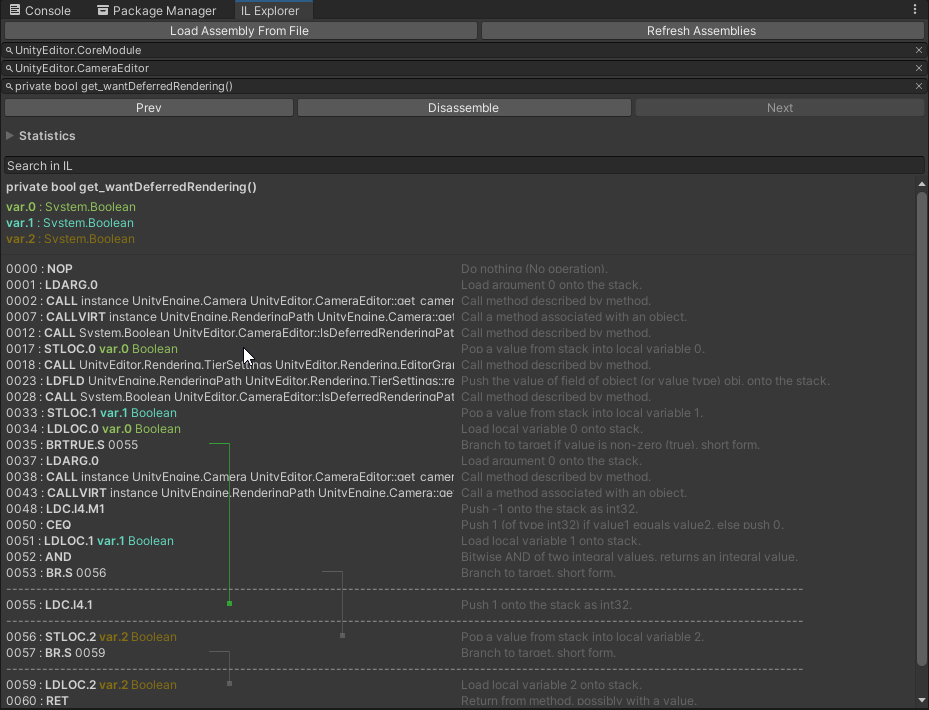 Console Package Manager IL Explorer
Load Assembly From File Refresh Assemblies
UnityEditor.CoreModule
UnityEditor.CameraEditor
private bool get_wantDeferredRendering()
Prev Disassemble Next
Statistics
Search in IL
private bool get_wantDeferredRendering()
var.0 : System.Boolean
var.1 : System.Boolean
var.2 : System.Boolean
0000 : NOP Do nothing (No operation).
0001 : LDARG.0 Load argument 0 onto the stack.
0002 : CALL instance UnityEngine.Camera UnityEditor.CameraEditor::get_camer Call method described by method.
0007 : CALLVIRT instance UnityEngine.RenderingPath UnityEngine.Camera::get Call a method associated with an object.
0012 : CALL System.Boolean UnityEditor.CameraEditor::IsDeferredRenderingPat Call method described by method.
0017 : STLOC.0 var.0 Boolean Pop a value from stack into local variable 0.
0018 : CALL UnityEditor.Rendering.TierSettings UnityEditor.Rendering.EditorGra Call method described by method.
0023 : LDFLD UnityEngine.RenderingPath UnityEditor.Rendering.TierSettings::re Push the value of field of object (or value type) obj, onto the stack.
0028 : CALL System.Boolean UnityEditor.CameraEditor::IsDeferredRenderingPat Call method described by method.
0033 : STLOC.1 var.1 Boolean Pop a value from stack into local variable 1.
0034 : LDLOC.0 var.0 Boolean Load local variable 0 onto stack.
0035 : BRTRUE.S 0055 Branch to target if value is non-zero (true), short form.
0037 : LDARG.0 Load argument 0 onto the stack.
0038 : CALL instance UnityEngine.Camera UnityEditor.CameraEditor::get_camer Call method described by method.
0043 : CALLVIRT instance UnityEngine.RenderingPath UnityEngine.Camera::get Call a method associated with an object.
0048 : LDC.I4.M1 Push -1 onto the stack as int32.
0050 : CEQ Push 1 (of type int32) if value1 equals value2, else push 0.
0051 : LDLOC.1 var.1 Boolean Load local variable 1 onto stack.
0052 : AND Bitwise AND of two integral values, returns an integral value.
0053 : BR.S 0056 Branch to target, short form.
0055 : LDC.I4.1 Push 1 onto the stack as int32.
0056 : STLOC.2 var.2 Boolean Pop a value from stack into local variable 2.
0057 : BR.S 0059 Branch to target, short form.
0059 : LDLOC.2 var.2 Boolean Load local variable 2 onto stack.
0060 : RET Return from method, possibly with a value.